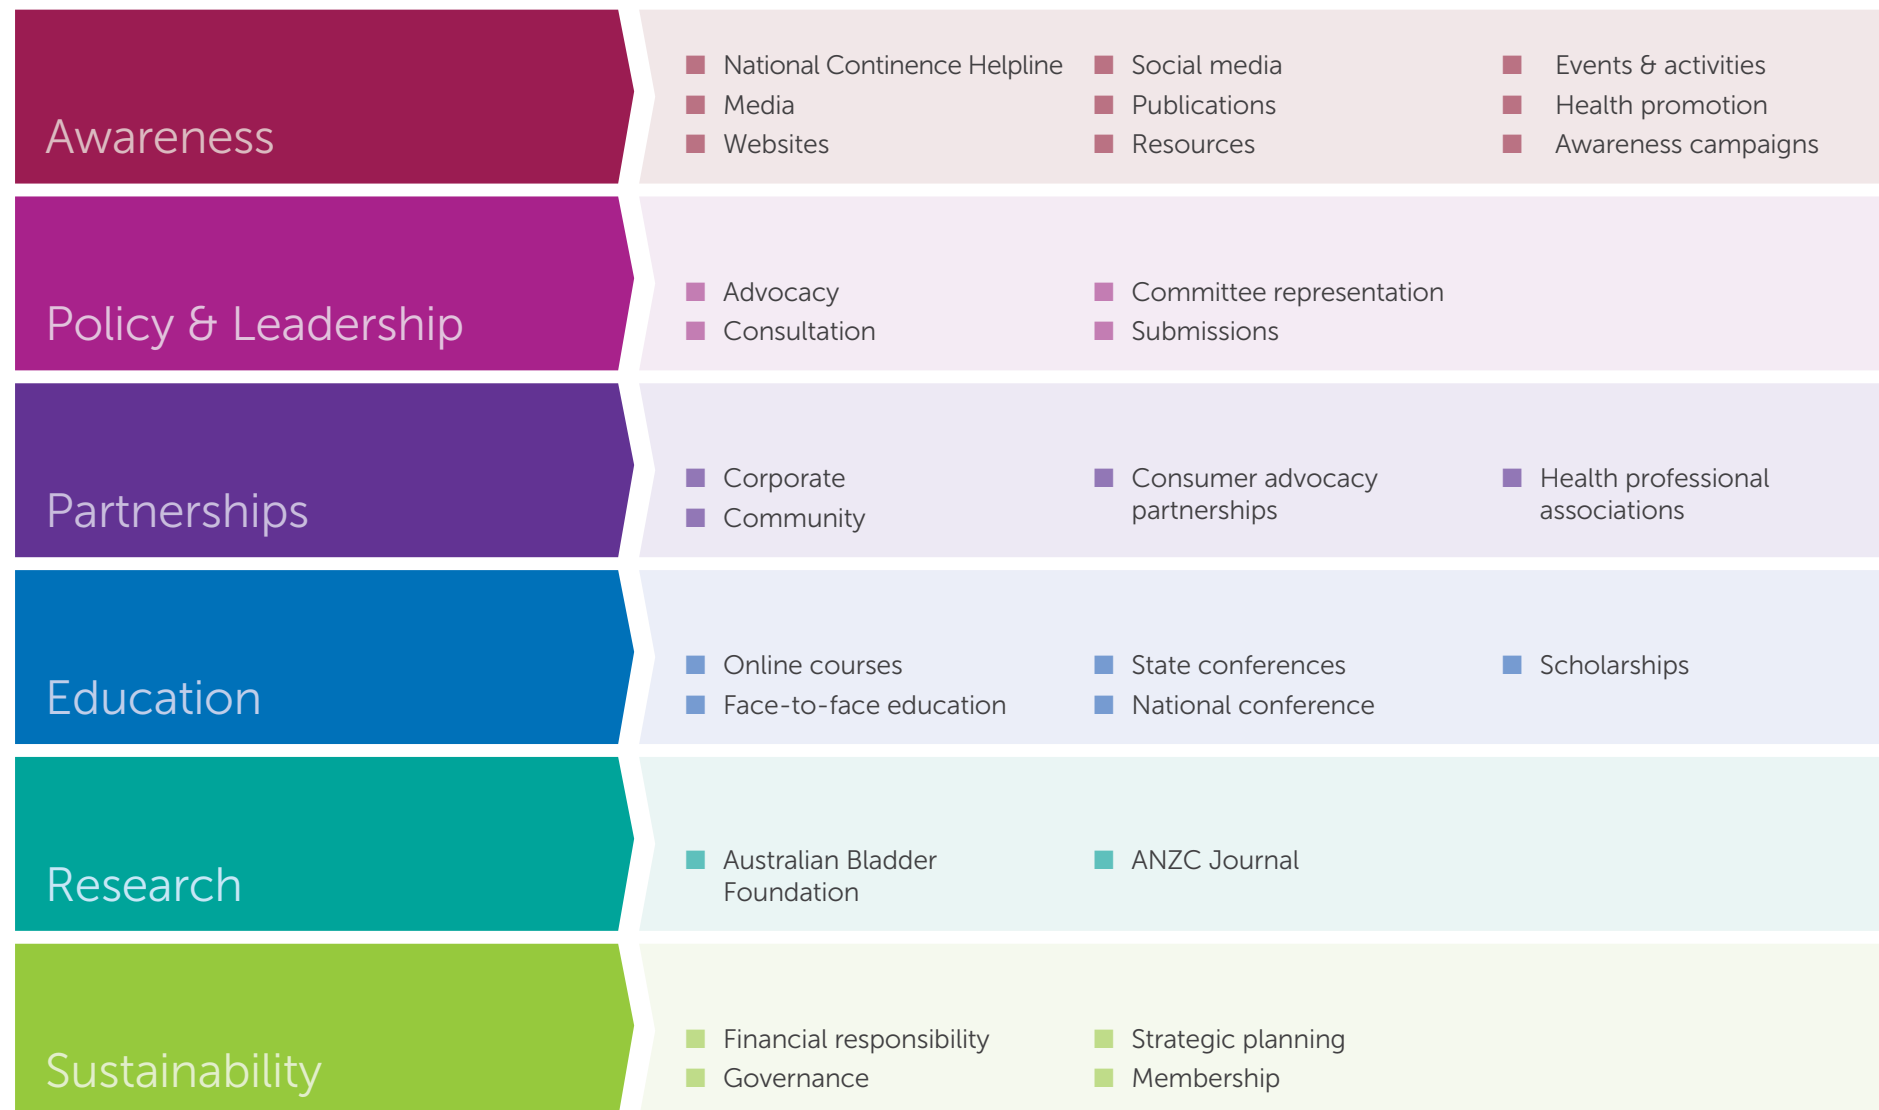 Awareness
National Continence Helpline
Media
Websites
Social media
Publications
Resources
Events & activities
Health promotion
Awareness campaigns
Policy & Leadership
Advocacy
Consultation
Committee representation
Submissions
Partnerships
Corporate
Community
Consumer advocacy
partnerships
Health professional
associations
Education
Online courses
Face-to-face education
State conferences
National conference
Scholarships
Research
Australian Bladder
Foundation
ANZC Journal
Sustainability
Financial responsibility
Governance
Strategic planning
Membership